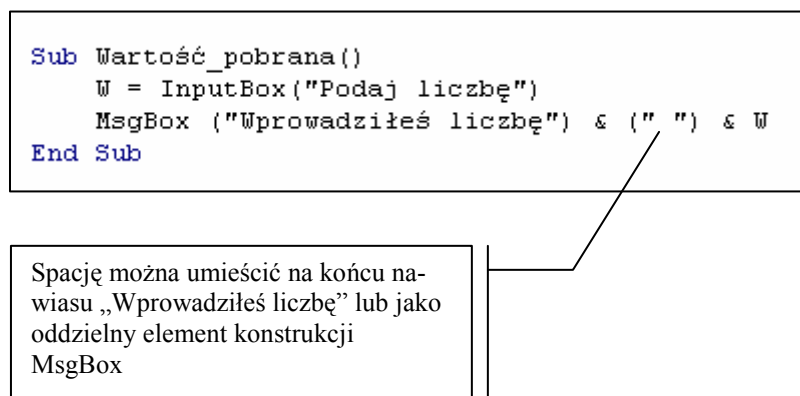 Sub Wartość_pobrana()
W = InputBox("Podaj liczbę")
MsgBox ("Wprowadziłeś liczbę") & (" ") & W
End Sub
Spację można umieścić na końcu na-
wiasu „Wprowadziłeś liczbę” lub jako
oddzielny element konstrukcji
MsgBox